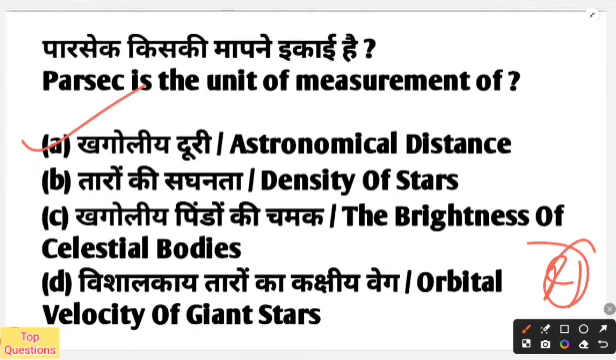 पारसेक किसकी मापने इकाई है ?
Parsec is the unit of measurement of ?
(a) खगोलीय दूरी / Astronomical Distance
(b) तारों की सघनता / Density Of Stars
(c) खगोलीय पिंडों की चमक / The Brightness Of
Celestial Bodies
(d) विशालकाय तारों का कक्षीय वेग / Orbital
Velocity Of Giant Stars
Top
Questions